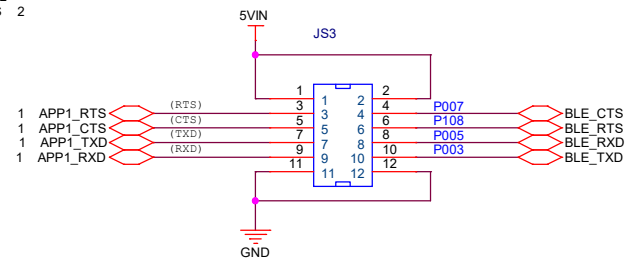 S 2
5VIN
JS3
1 2
1 2
1 APP1_RTS (RTS) 3 3 4 4 P007 BLE_CTS
1 APP1_CTS (CTS) 5 5 6 6 P108 BLE_RTS
1 APP1_TXD (TXD) 7 7 8 8 P005 BLE_RXD
1 APP1_RXD (RXD) 9 9 10 10 P003 BLE_TXD
11 12
11 12
GND